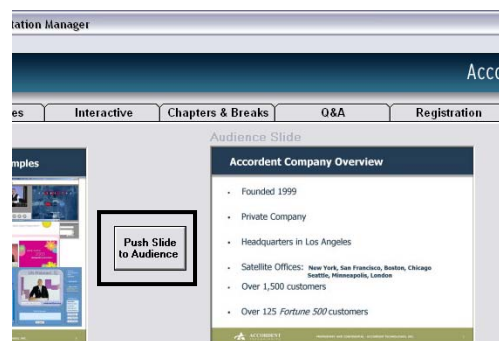 tation Manager
Acco
es
Interactive
Chapters & Breaks
Q&A
Registration
Audience Slide
mples
Accordent Company Overview
Push Slide
to Audience
• Founded 1999
• Private Company
• Headquarters in Los Angeles
• Satellite Offices: New York, San Francisco, Boston, Chicago
Seattle, Minneapolis, London
• Over 1,500 customers
• Over 125 Fortune 500 customers
ACCORDENT